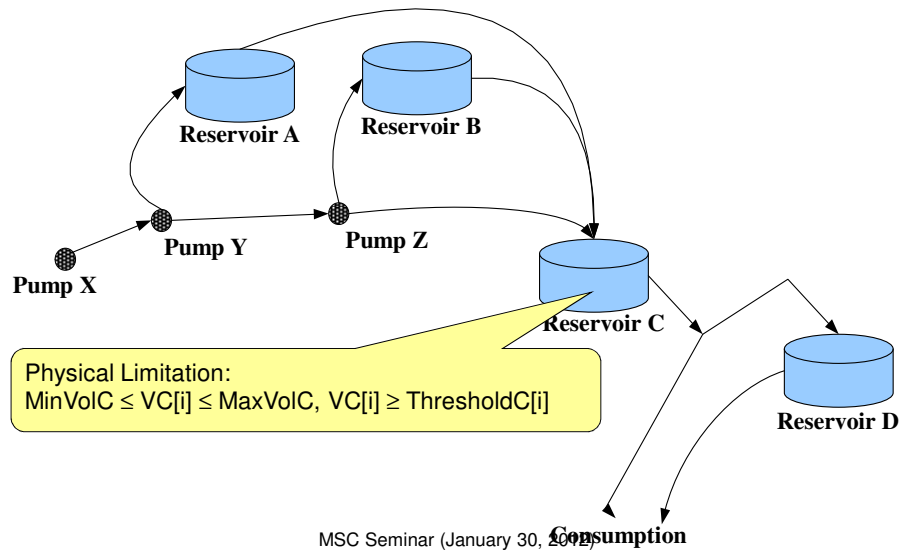 Reservoir A
Reservoir B
Pump Y
Pump Z
Pump X
Reservoir C
Physical Limitation:
MinVolC ≤ VC[i] ≤ MaxVolC, VC[i] ≥ ThresholdC[i]
Reservoir D
Consumption
MSC Seminar (January 30, 2012)